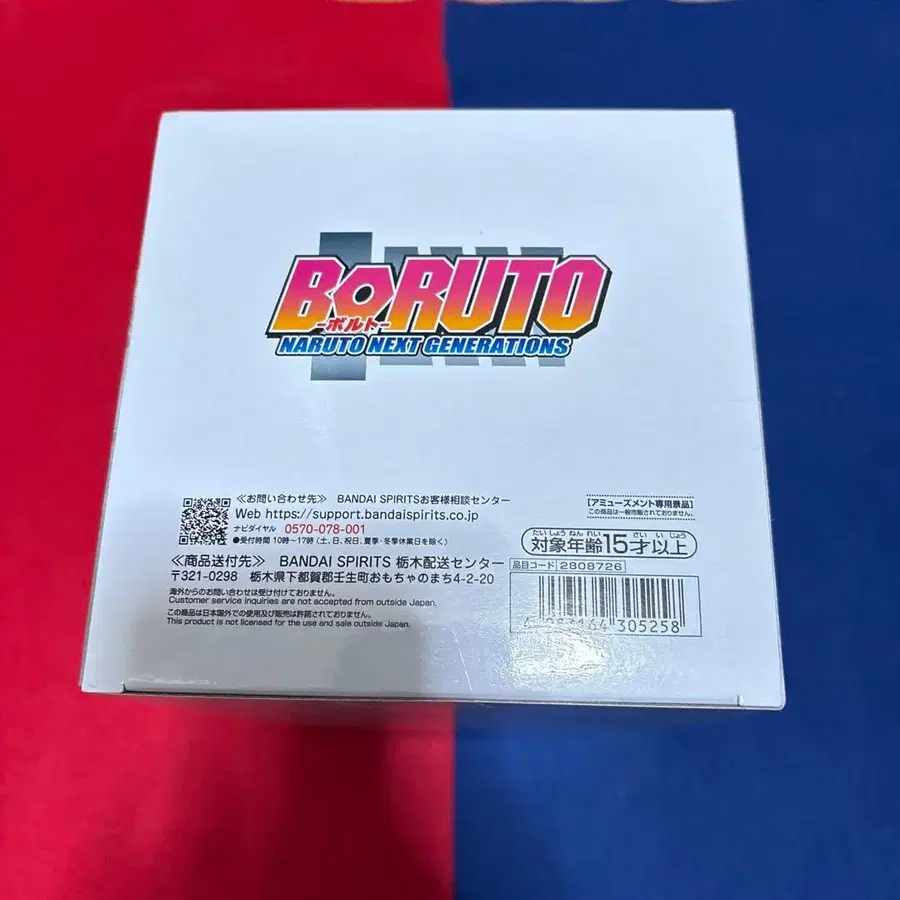 BORUTO
-ボルト-
NARUTO NEXT GENERATIONS
≪お問い合わせ先≫ BANDAI SPIRITSお客様相談センター
Web https://support.bandaispirits.co.jp
ナビダイヤル 0570-078-001
●受付時間 10時～17時 (土、日、祝日、夏季・冬季休業日を除く)
≪商品送付先≫ BANDAI SPIRITS 栃木配送センター
〒321-0298 栃木県下都賀郡壬生町おもちゃのまち4-2-20
海外からのお問い合わせは受け付けておりません。
Customer service inquiries are not accepted from outside Japan.
この商品は日本国外での使用及び販売は許諾されておりません。
This product is not licensed for the use and sale outside Japan.
[アミューズメント専用景品]
この商品は一般市販されておりません。
たいしょうねんれい さいいじょう
対象年齢15才以上
品目コード 2808726
305258